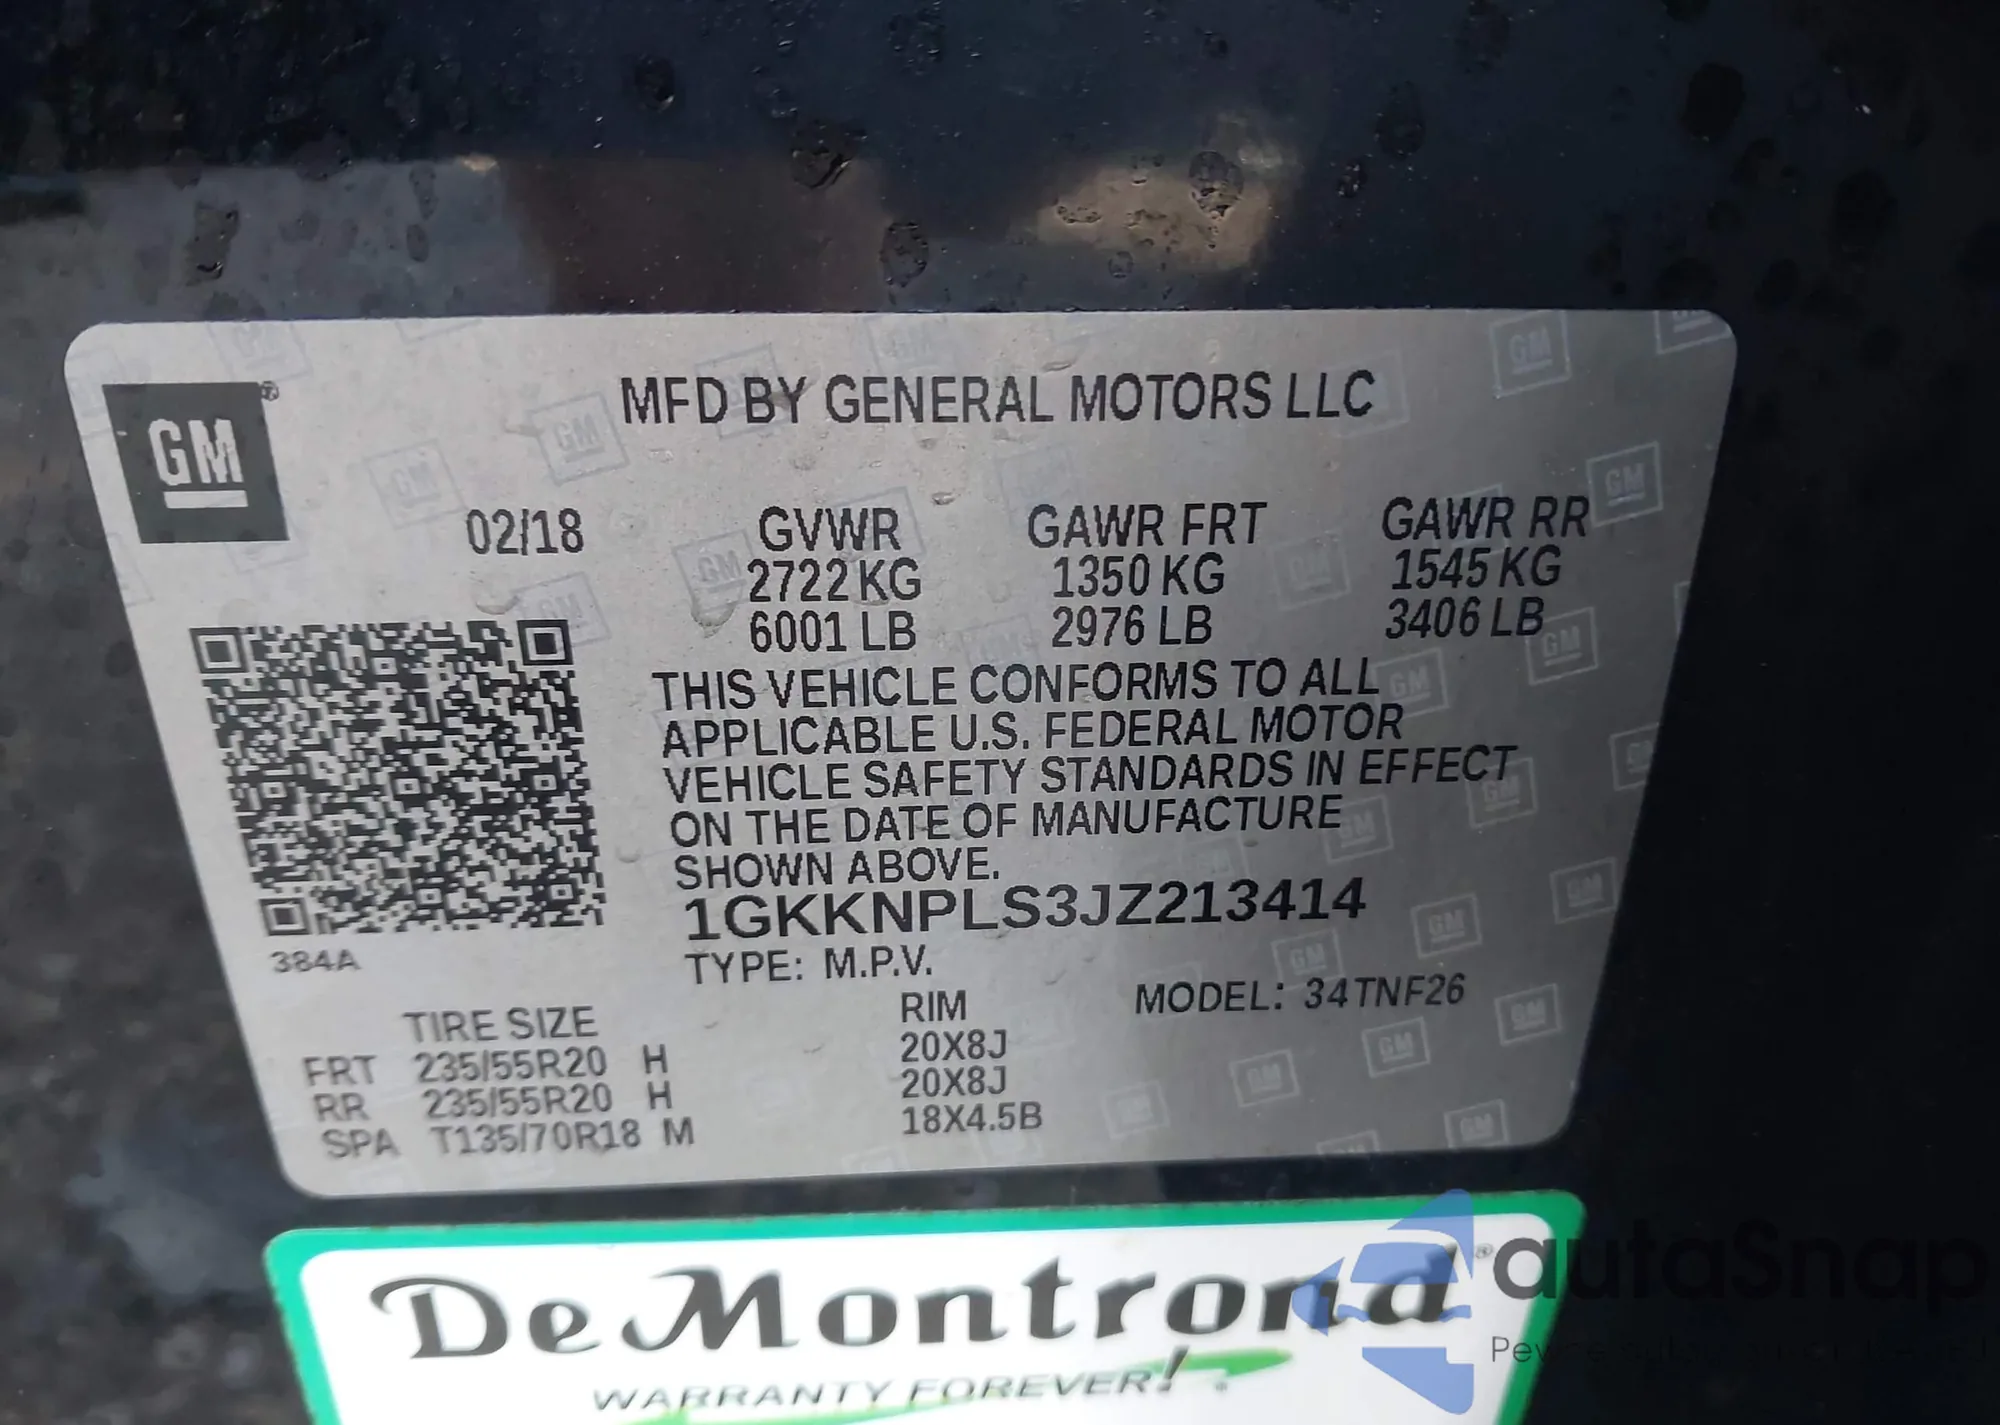 GM
MFD BY GENERAL MOTORS LLC
02/18 GVWR GAWR FRT GAWR RR
2722 KG 1350 KG 1545 KG
6001 LB 2976 LB 3406 LB
THIS VEHICLE CONFORMS TO ALL
APPLICABLE U.S. FEDERAL MOTOR
VEHICLE SAFETY STANDARDS IN EFFECT
ON THE DATE OF MANUFACTURE
SHOWN ABOVE.
1GKKNPLS3JZ213414
384A
TYPE: M.P.V.
MODEL: 34TNF26
TIRE SIZE RIM
FRT 235/55R20 H 20X8J
RR 235/55R20 H 20X8J
SPA T135/70R18 M 18X4.5B
DeMontrond®
WARRANTY FOREVER!
autaSnap